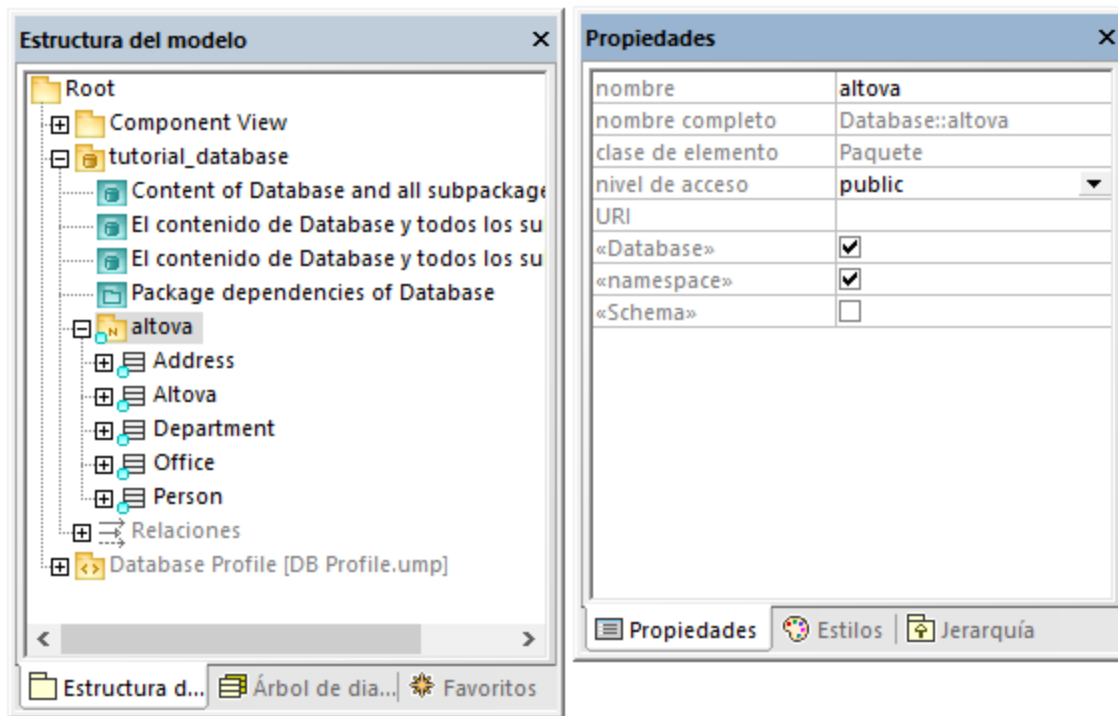 Estructura del modelo
Root
Component View
tutorial_database
Content of Database and all subpackage
El contenido de Database y todos los su
El contenido de Database y todos los su
Package dependencies of Database
altova
Address
Altova
Department
Office
Person
Relaciones
Database Profile [DB Profile.ump]
Estructura d... Árbol de dia... Favoritos
Propiedades
nombre altova
nombre completo Database::altova
clase de elemento Paquete
nivel de acceso public
URI
«Database»
«namespace»
«Schema»
Propiedades Estilos Jerarquía